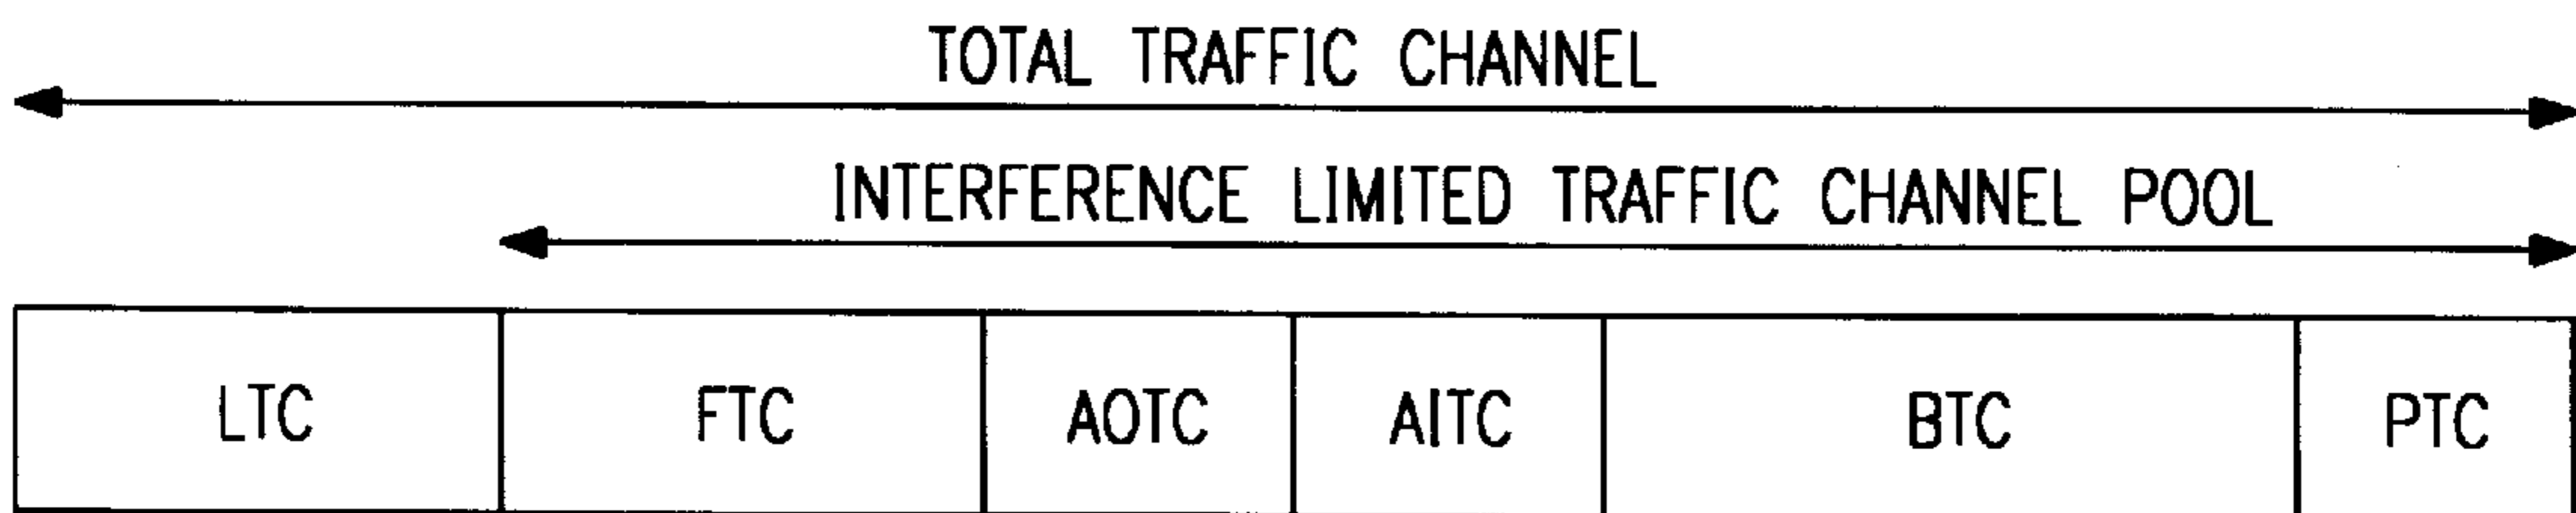 TOTAL TRAFFIC CHANNEL
INTERFERENCE LIMITED TRAFFIC CHANNEL POOL
LTC FTC AOTC AITC BTC PTC